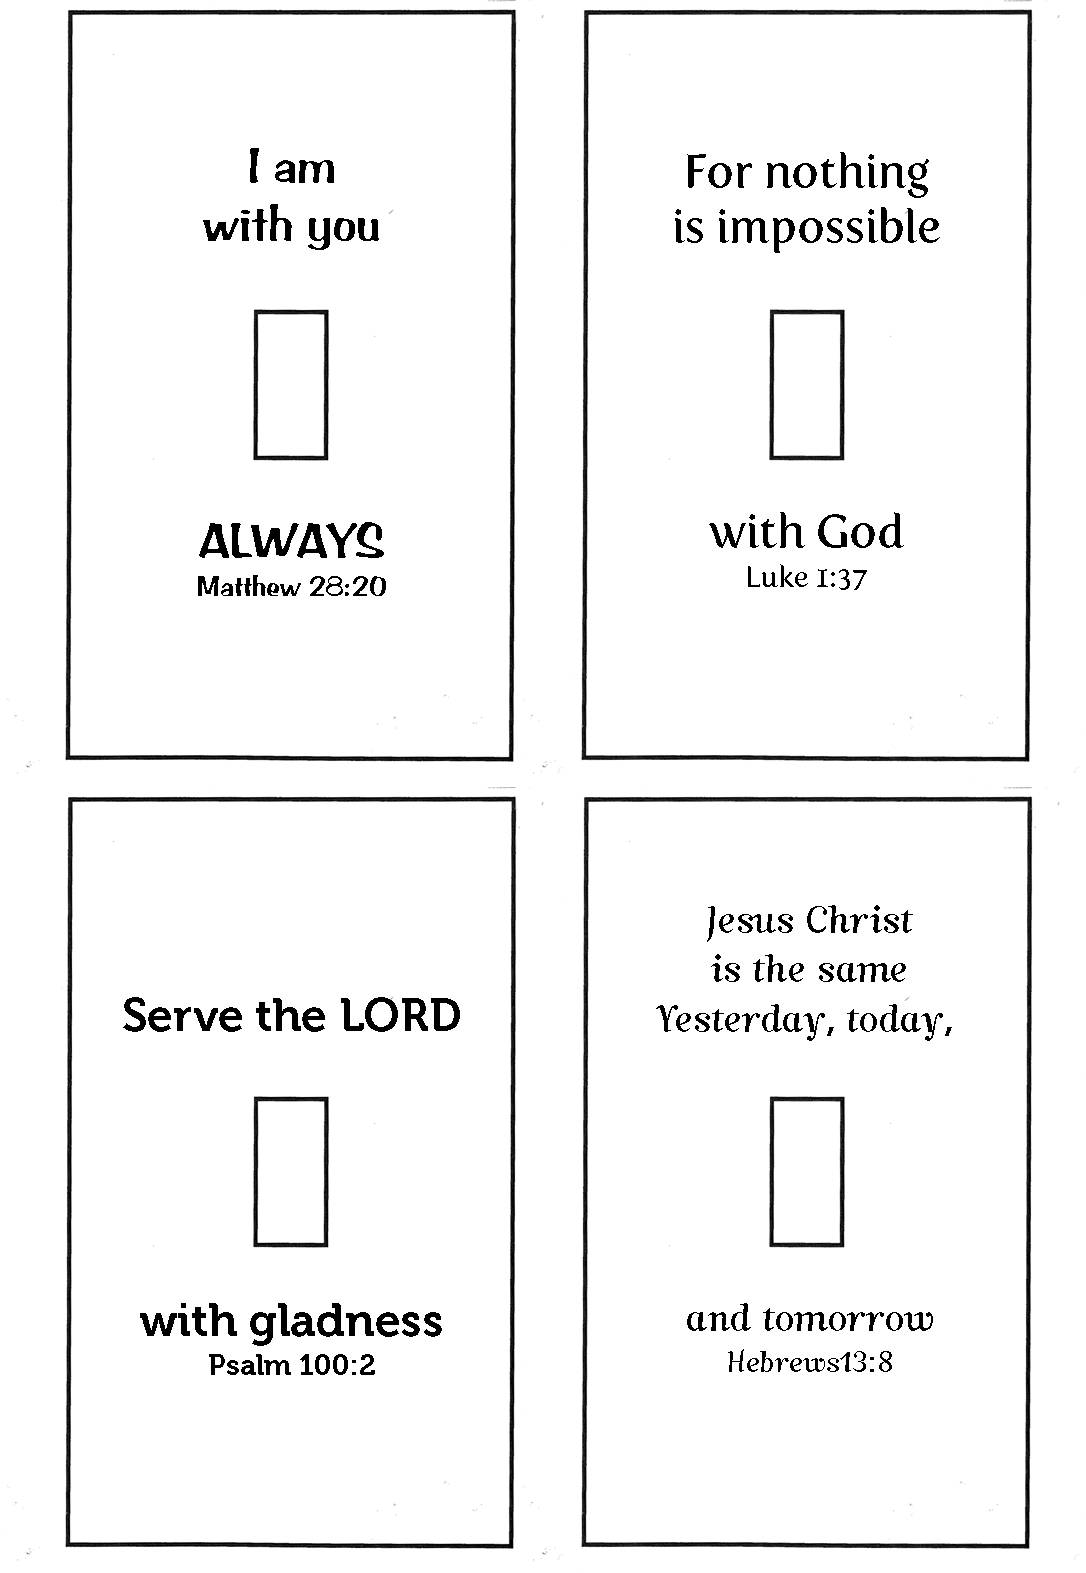 I am
with you
ALWAYS
Matthew 28:20
For nothing
is impossible
with God
Luke 1:37
Serve the LORD
with gladness
Psalm 100:2
Jesus Christ
is the same
Yesterday, today,
and tomorrow
Hebrews13:8